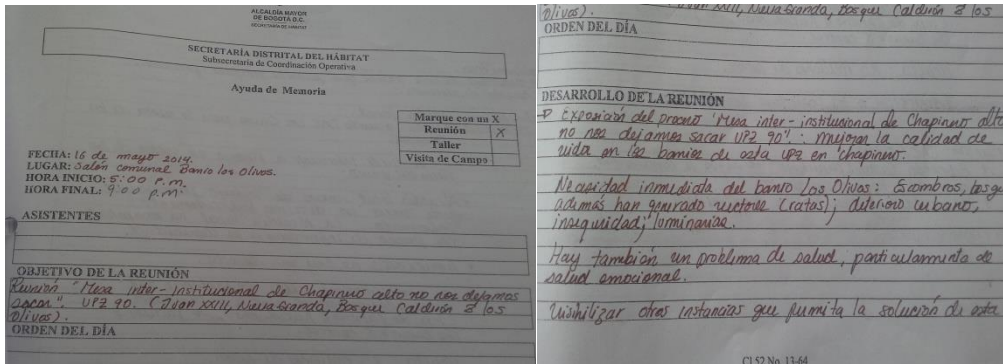 ALCALDÍA MAYOR
DE BOGOTÁ D.C.
SECRETARÍA DISTRITAL DEL HÁBITAT
Subsecretaría de Coordinación Operativa
Ayuda de Memoria
Marque con un X
Reunión X
Taller
Visita de Campo
FECHA: 16 de mayo 2014.
LUGAR: Salón comunal Barrio los Olivos.
HORA INICIO: 5:00 P.m.
HORA FINAL: 9:00 p.m.
ASISTENTES
OBJETIVO DE LA REUNIÓN
Reunión "Mesa inter-Institucional de Chapinero alto no nos dejamos
sacar". UPZ 90. (Juan XXIII, Nueva Granada, Bosque Calderón & los
Olivos).
ORDEN DEL DÍA
Juan XXIII, Nueva Granada, Bosque Calderón & los
Olivos).
ORDEN DEL DÍA
DESARROLLO DE LA REUNIÓN
Exposición del proceso "Mesa inter-institucional de Chapinero alto
no nos dejamos sacar UPZ 90": mejorar la calidad de
vida en los barrios de esta UPZ en chapinero.
Necesidad inmediata del barrio Los Olivos: Escombros,
además han generado vectores (ratas); deterioro urbano,
inseguridad; luminarias.
Hay también un problema de salud, particularmente de
salud emocional.
Visibilizar otras instancias que permita la solución de esta
Cl 52 No. 13-64